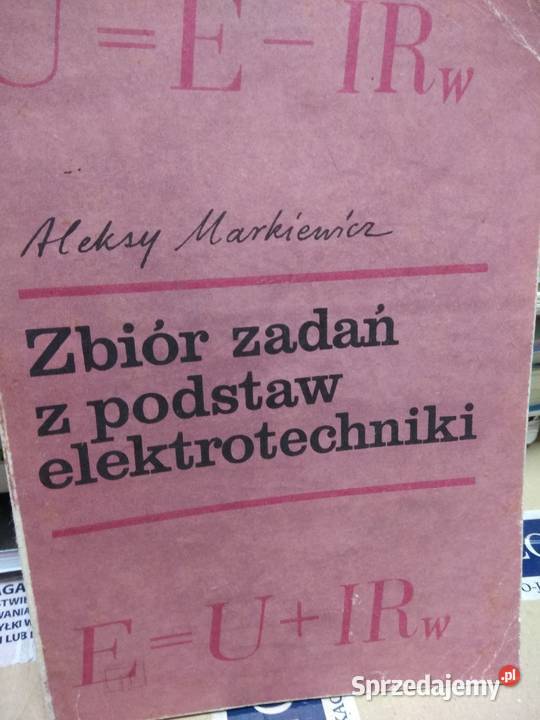 U = E - IRw
Aleksy Markiewicz
Zbiór zadań
z podstaw
elektrotechniki
E = U + IRw
Sprzedajemy.pl